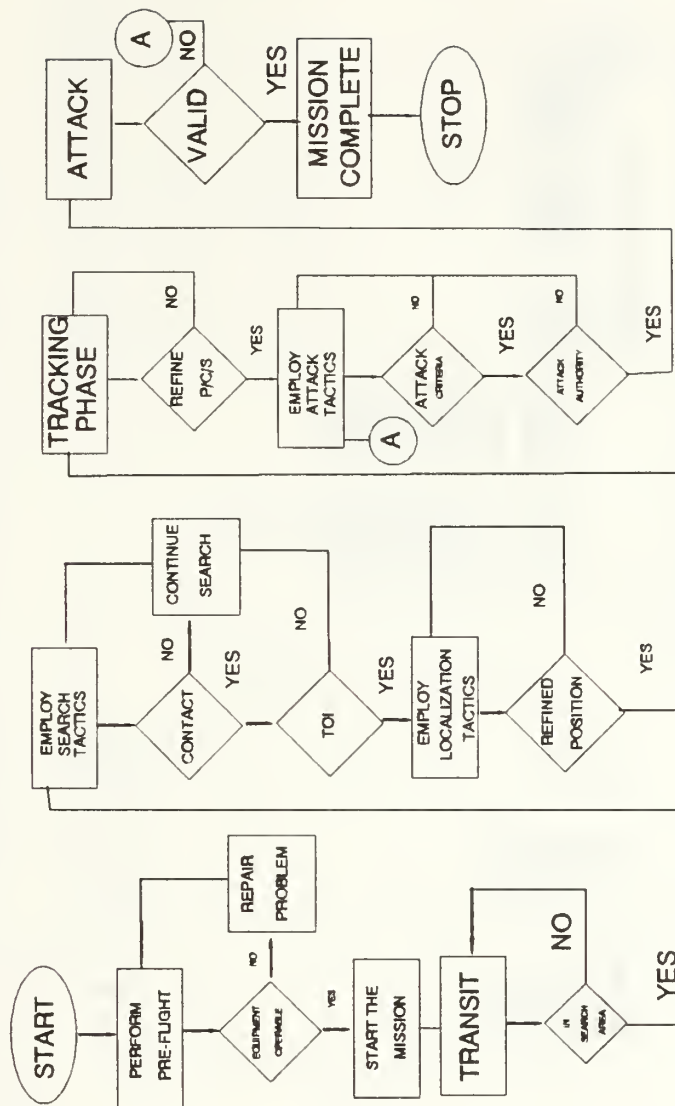 START
PERFORM
PRE-FLIGHT
EQUIPMENT
OPERABLE
NO
REPAIR
PROBLEM
YES
START THE
MISSION
TRANSIT
IN
SEARCH
AREA
NO
YES
EMPLOY
SEARCH
TACTICS
CONTACT
NO
CONTINUE
SEARCH
YES
TOI
NO
YES
EMPLOY
LOCALIZATION
TACTICS
REFINED
POSITION
NO
YES
TRACKING
PHASE
REFINE
P/C/S
NO
YES
EMPLOY
ATTACK
TACTICS
A
ATTACK
CRITERIA
NO
YES
ATTACK
AUTHORITY
NO
YES
ATTACK
VALID
NO
A
YES
MISSION
COMPLETE
STOP